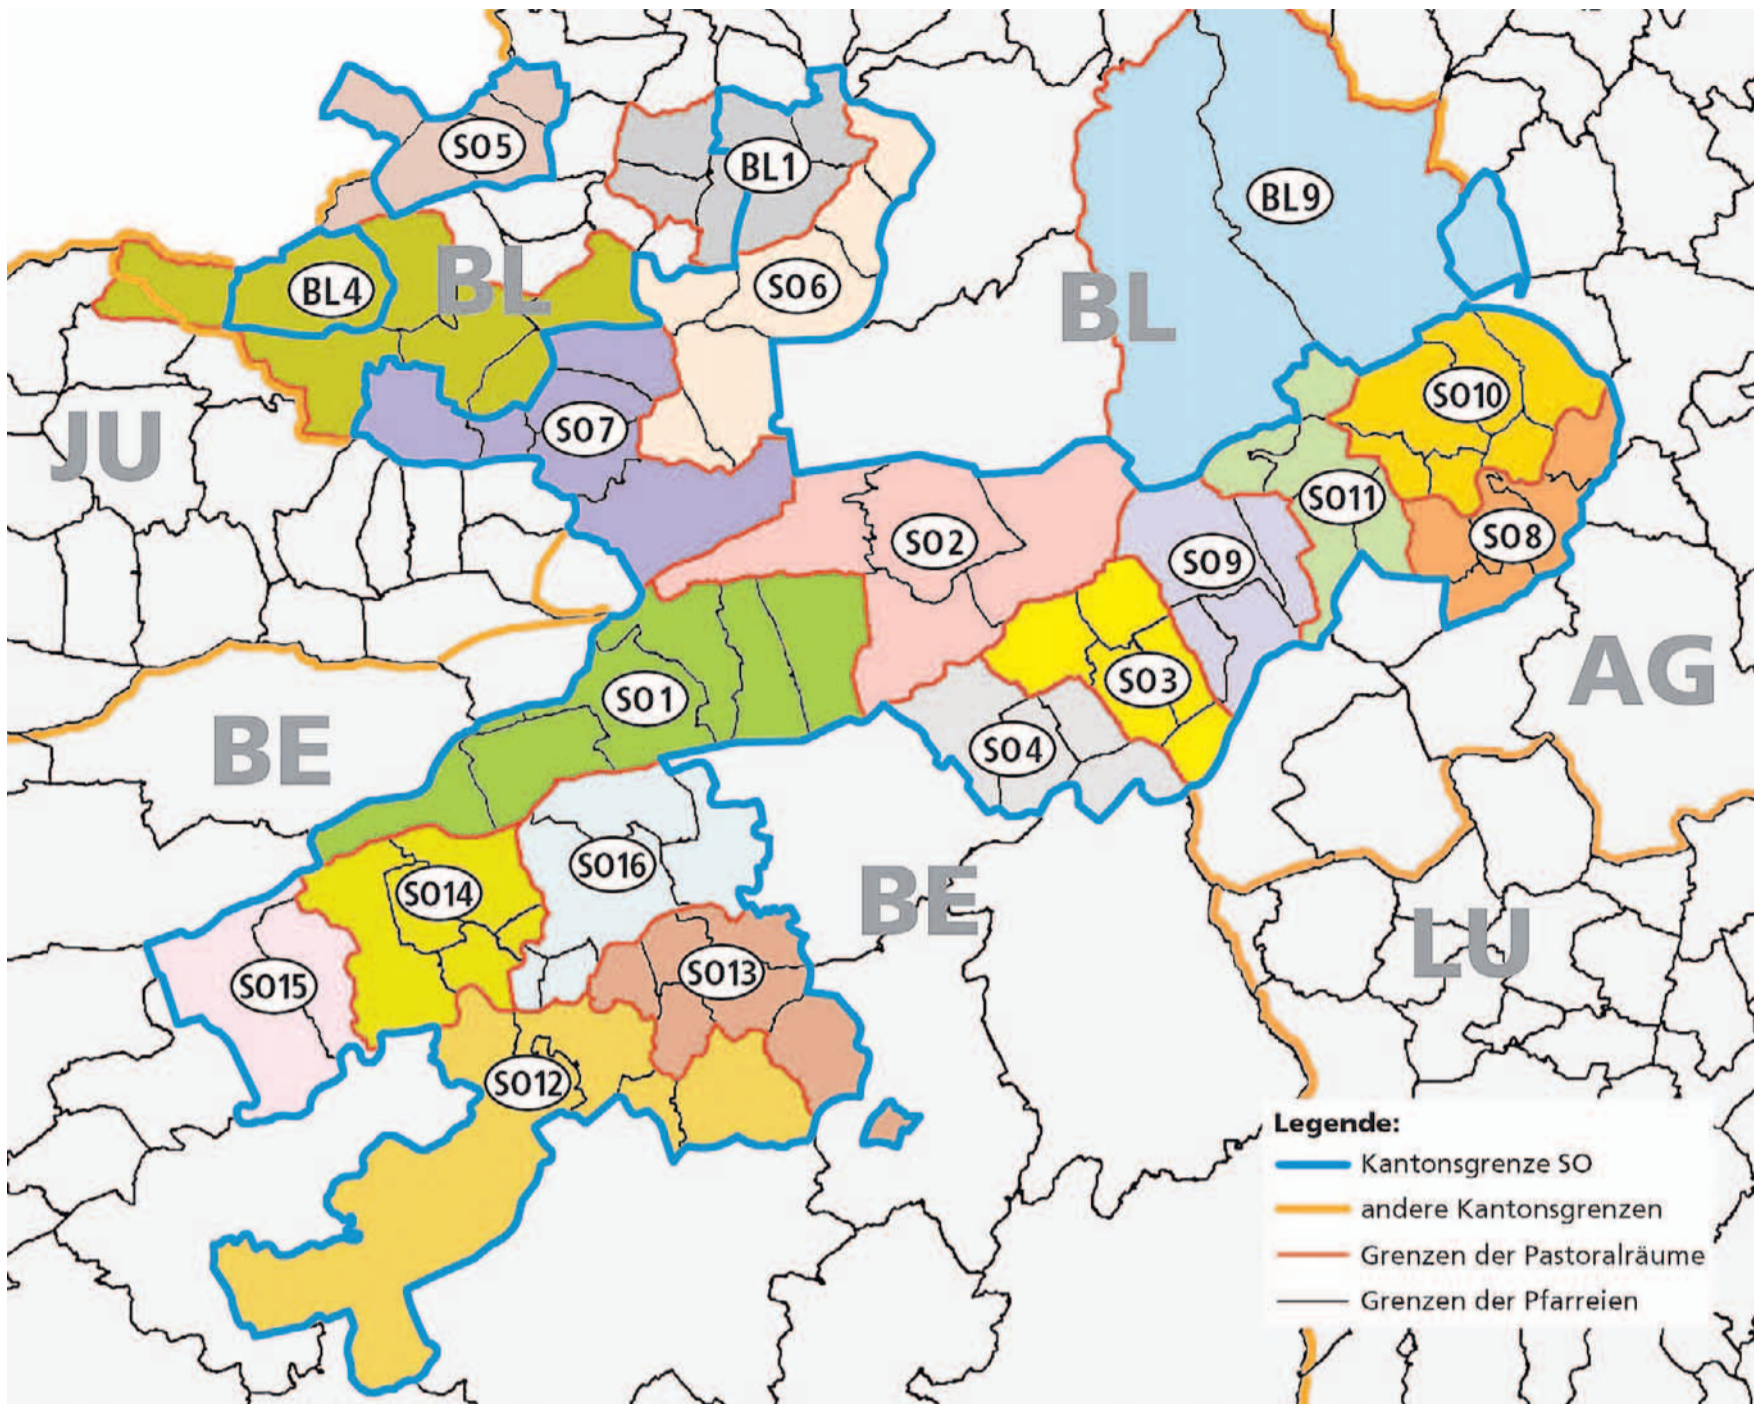 SO5
BL1
BL9
BL4
BL
SO6
BL
SO10
JU
SO7
SO11
SO2
SO8
SO9
AG
SO3
SO1
BE
SO4
SO16
SO14
BE
LU
SO13
SO15
SO12
Legende:
Kantonsgrenze SO
andere Kantonsgrenzen
Grenzen der Pastoralräume
Grenzen der Pfarreien